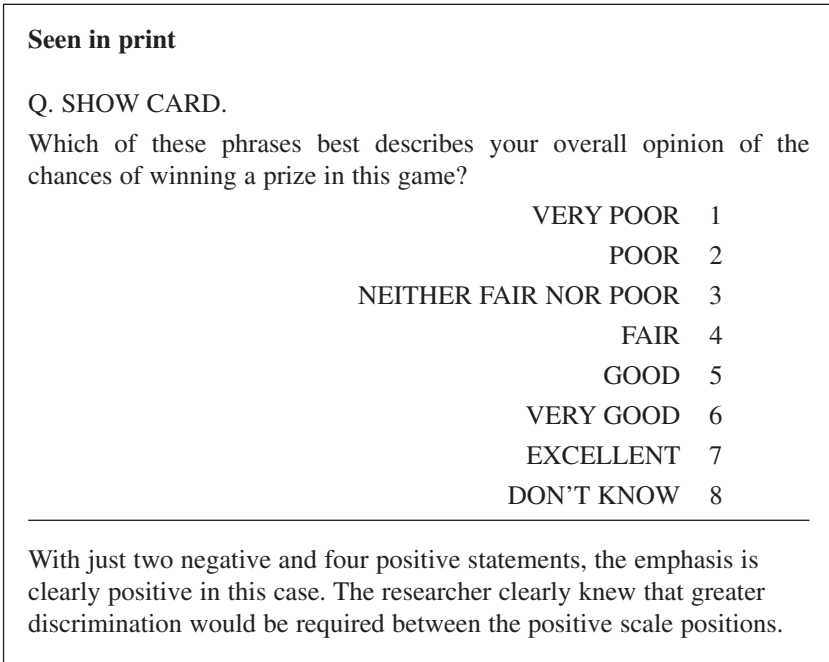 Seen in print
Q. SHOW CARD.
Which of these phrases best describes your overall opinion of the
chances of winning a prize in this game?
VERY POOR 1
POOR 2
NEITHER FAIR NOR POOR 3
FAIR 4
GOOD 5
VERY GOOD 6
EXCELLENT 7
DON’T KNOW 8
With just two negative and four positive statements, the emphasis is
clearly positive in this case. The researcher clearly knew that greater
discrimination would be required between the positive scale positions.